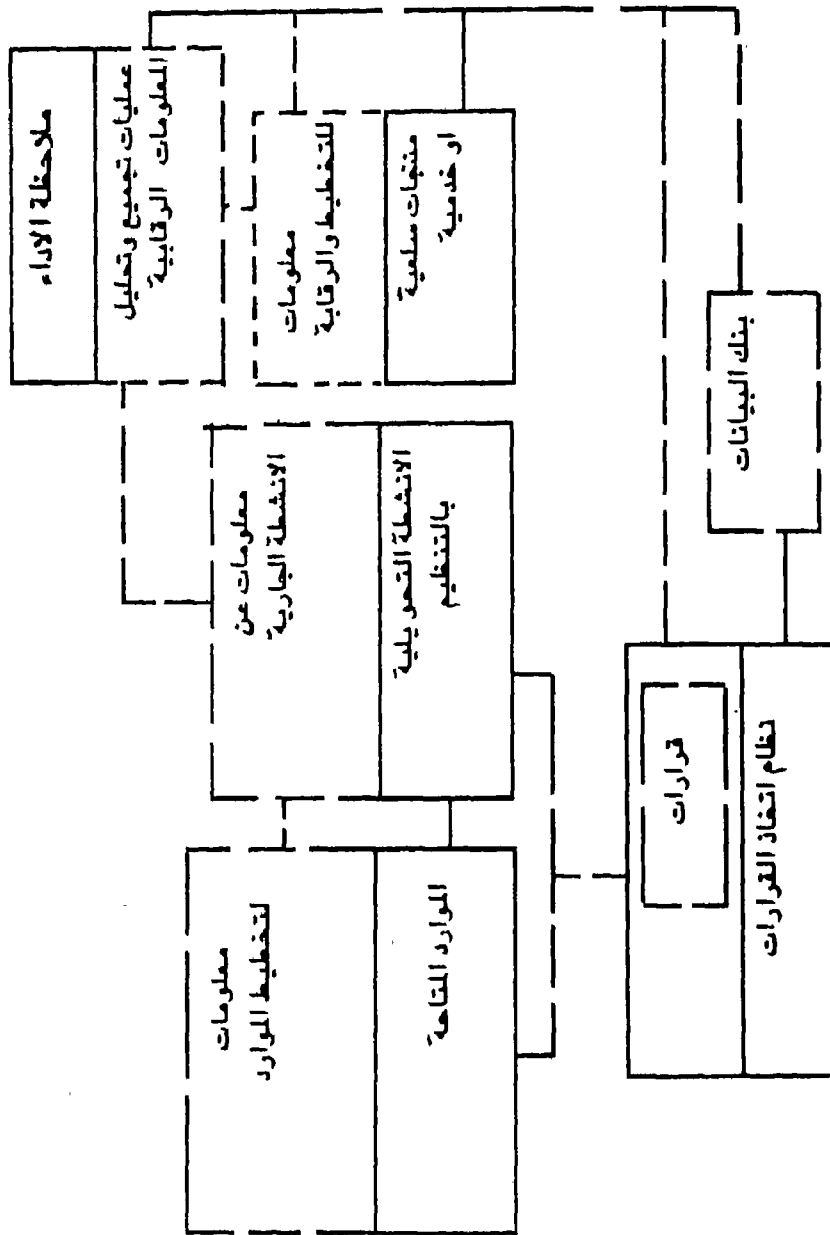 ملاحظة الاداء
عمليات تجميع وتحليل
المعلومات الرقابية
معلومات
للتخطيط والرقابة
منتجات سلعية
او خدمية
معلومات عن
الانشطة الجارية
الانشطة التحويلية
بالتنظيم
معلومات
لتخطيط الموارد
الموارد المتاحة
بنك البيانات
قرارات
نظام اتخاذ القرارات